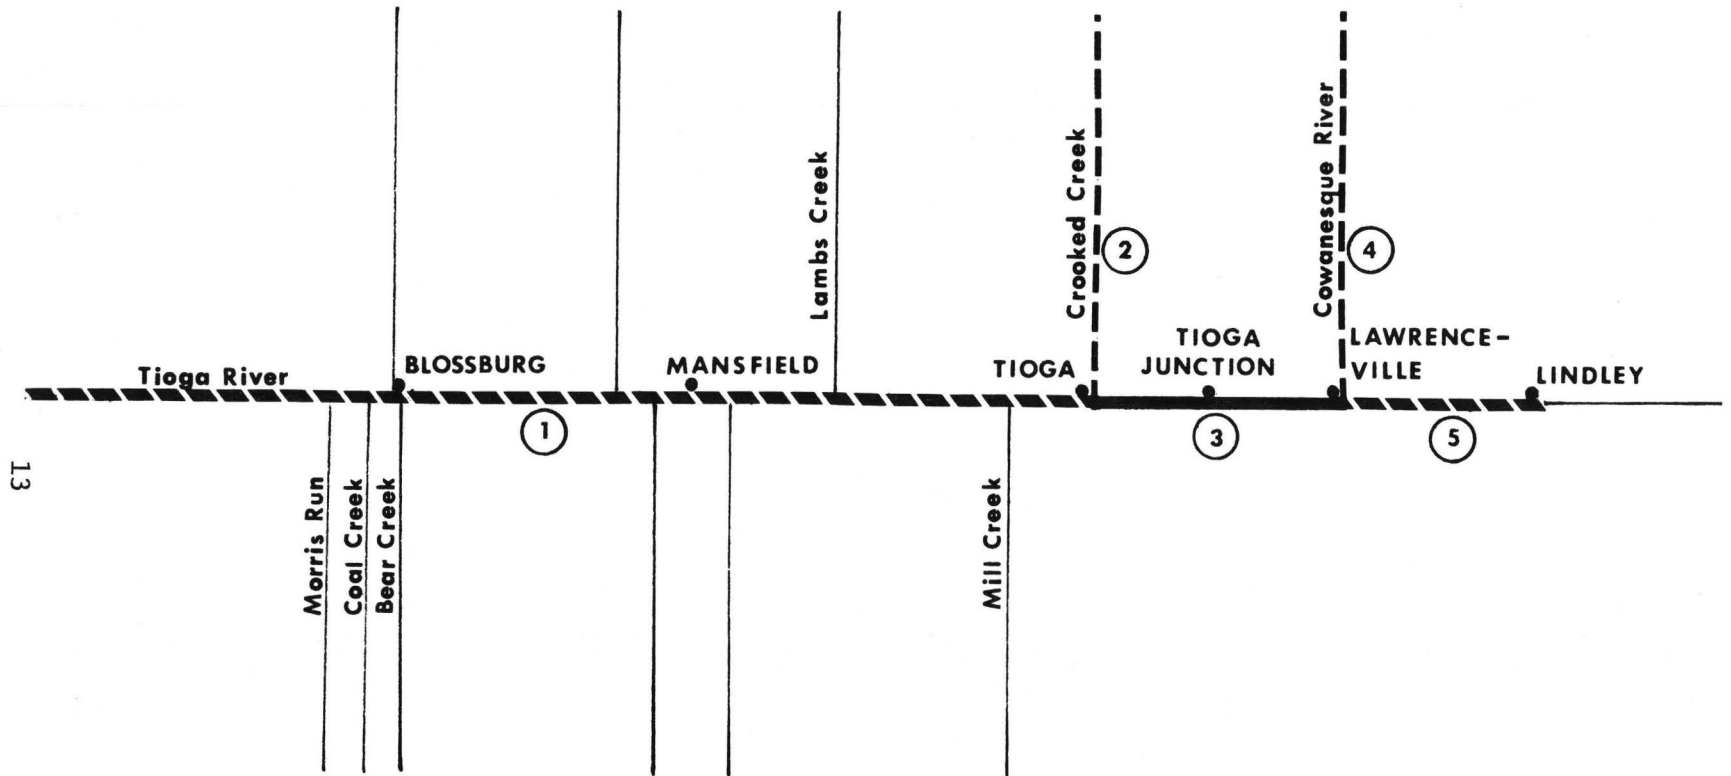 Lambs Creek
Crooked Creek
Cowanesque River
2
4
Tioga River
BLOSSBURG
MANSFIELD
TIOGA
TIOGA
JUNCTION
LAWRENCE-
VILLE
LINDLEY
1
3
5
Morris Run
Coal Creek
Bear Creek
Mill Creek
13